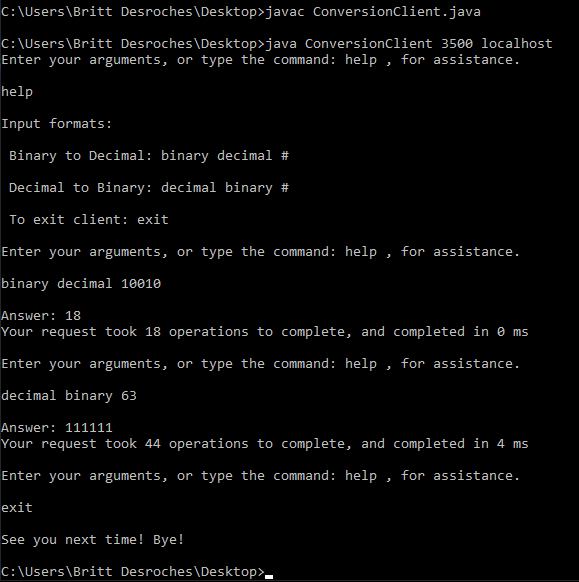 C:\Users\Britt Desroches\Desktop>javac ConversionClient.java
C:\Users\Britt Desroches\Desktop>java ConversionClient 3500 localhost
Enter your arguments, or type the command: help , for assistance.
help
Input formats:
Binary to Decimal: binary decimal #
Decimal to Binary: decimal binary #
To exit client: exit
Enter your arguments, or type the command: help , for assistance.
binary decimal 10010
Answer: 18
Your request took 18 operations to complete, and completed in 0 ms
Enter your arguments, or type the command: help , for assistance.
decimal binary 63
Answer: 111111
Your request took 44 operations to complete, and completed in 4 ms
Enter your arguments, or type the command: help , for assistance.
exit
See you next time! Bye!
C:\Users\Britt Desroches\Desktop>